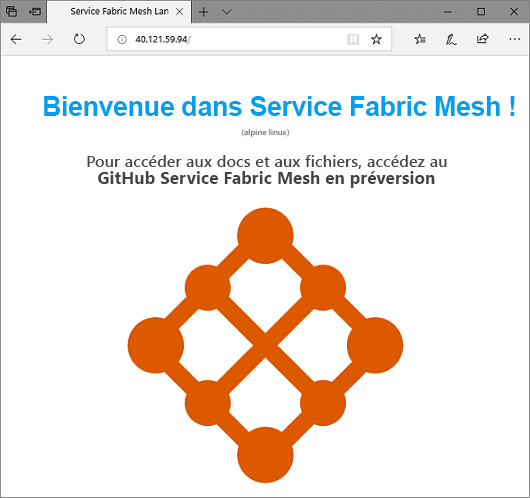 Service Fabric Mesh Lan
40.121.59.94/
Bienvenue dans Service Fabric Mesh !
(alpine linux)
Pour accéder aux docs et aux fichiers, accédez au
GitHub Service Fabric Mesh en préversion